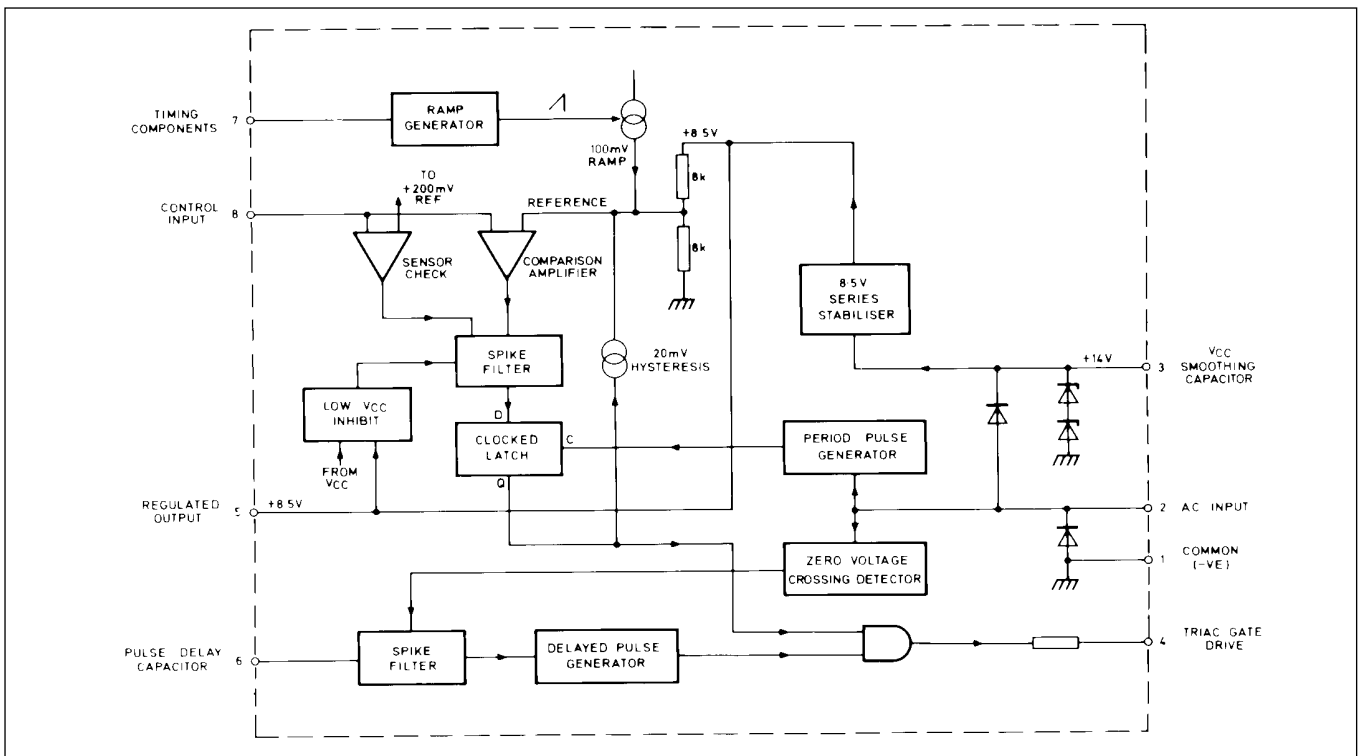 TIMING
COMPONENTS
7
RAMP
GENERATOR
+8.5V
100mV
RAMP
8k
TO
+200mV
REF
CONTROL
INPUT
8
REFERENCE
SENSOR
CHECK
COMPARISON
AMPLIFIER
8k
8.5V
SERIES
STABILISER
SPIKE
FILTER
20mV
HYSTERESIS
+14V
3
VCC
SMOOTHING
CAPACITOR
LOW VCC
INHIBIT
FROM
VCC
D
CLOCKED
LATCH
C
Q
PERIOD PULSE
GENERATOR
REGULATED
OUTPUT
5
+8.5V
2
AC INPUT
ZERO VOLTAGE
CROSSING DETECTOR
1
COMMON
(-VE)
PULSE DELAY
CAPACITOR
6
SPIKE
FILTER
DELAYED PULSE
GENERATOR
4
TRIAC GATE
DRIVE